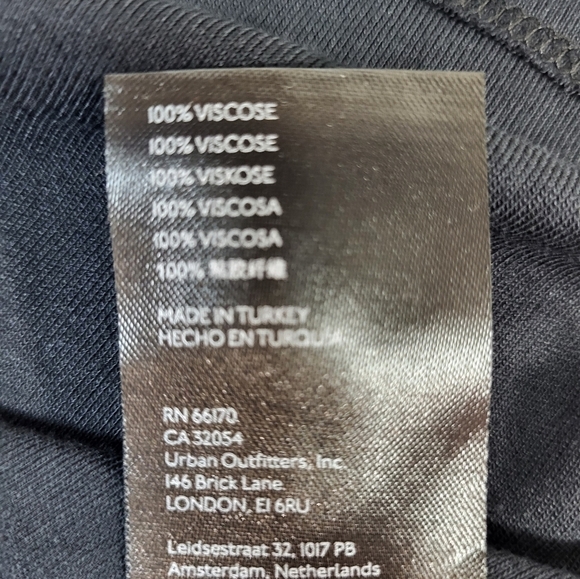 100% VISCOSE
100% VISCOSE
100% VISKOSE
100% VISCOSA
100% VISCOSA
100% 黏胶纤维
MADE IN TURKEY
HECHO EN TURQUIA
RN 66170
CA 32054
Urban Outfitters, Inc.
146 Brick Lane
LONDON, E1 6RU
Leidsestraat 32, 1017 PB
Amsterdam, Netherlands